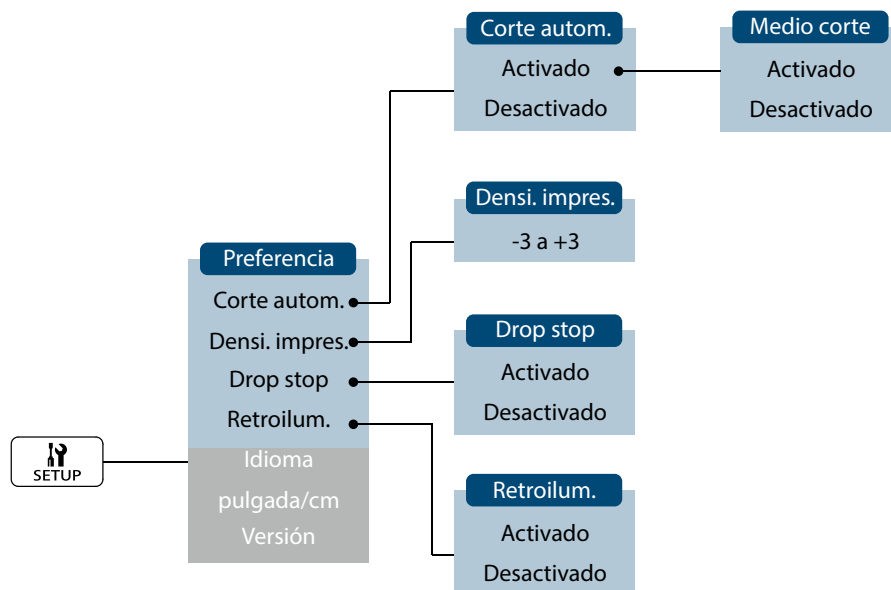 SETUP
Preferencia
Corte autom.
Densi. impres.
Drop stop
Retroilum.
Idioma
pulgada/cm
Versión
Corte autom.
Activado
Desactivado
Medio corte
Activado
Desactivado
Densi. impres.
-3 a +3
Drop stop
Activado
Desactivado
Retroilum.
Activado
Desactivado